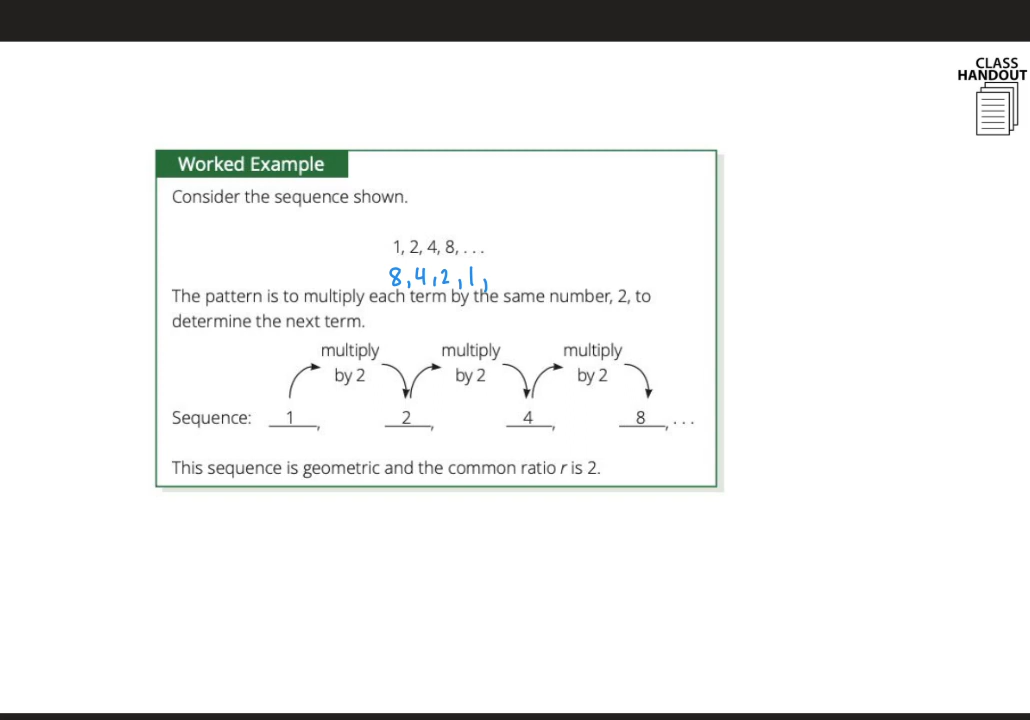 CLASS
HANDOUT
Worked Example
Consider the sequence shown.
1, 2, 4, 8, . . .
8, 4, 2, 1,
The pattern is to multiply each term by the same number, 2, to
determine the next term.
multiply multiply multiply
by 2 by 2 by 2
Sequence: 1, 2, 4, 8, . . .
This sequence is geometric and the common ratio r is 2.